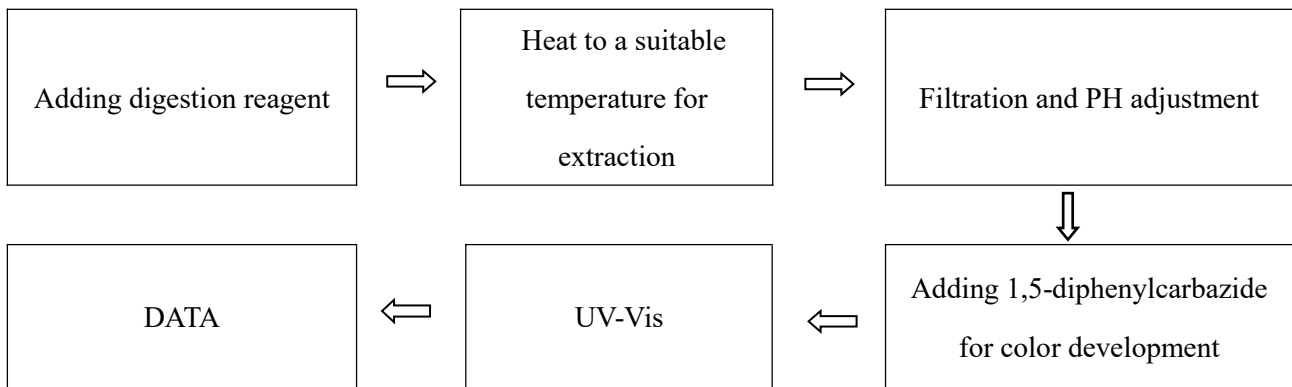 Adding digestion reagent
Heat to a suitable
temperature for
extraction
Filtration and PH adjustment
Adding 1,5-diphenylcarbazide
for color development
UV-Vis
DATA